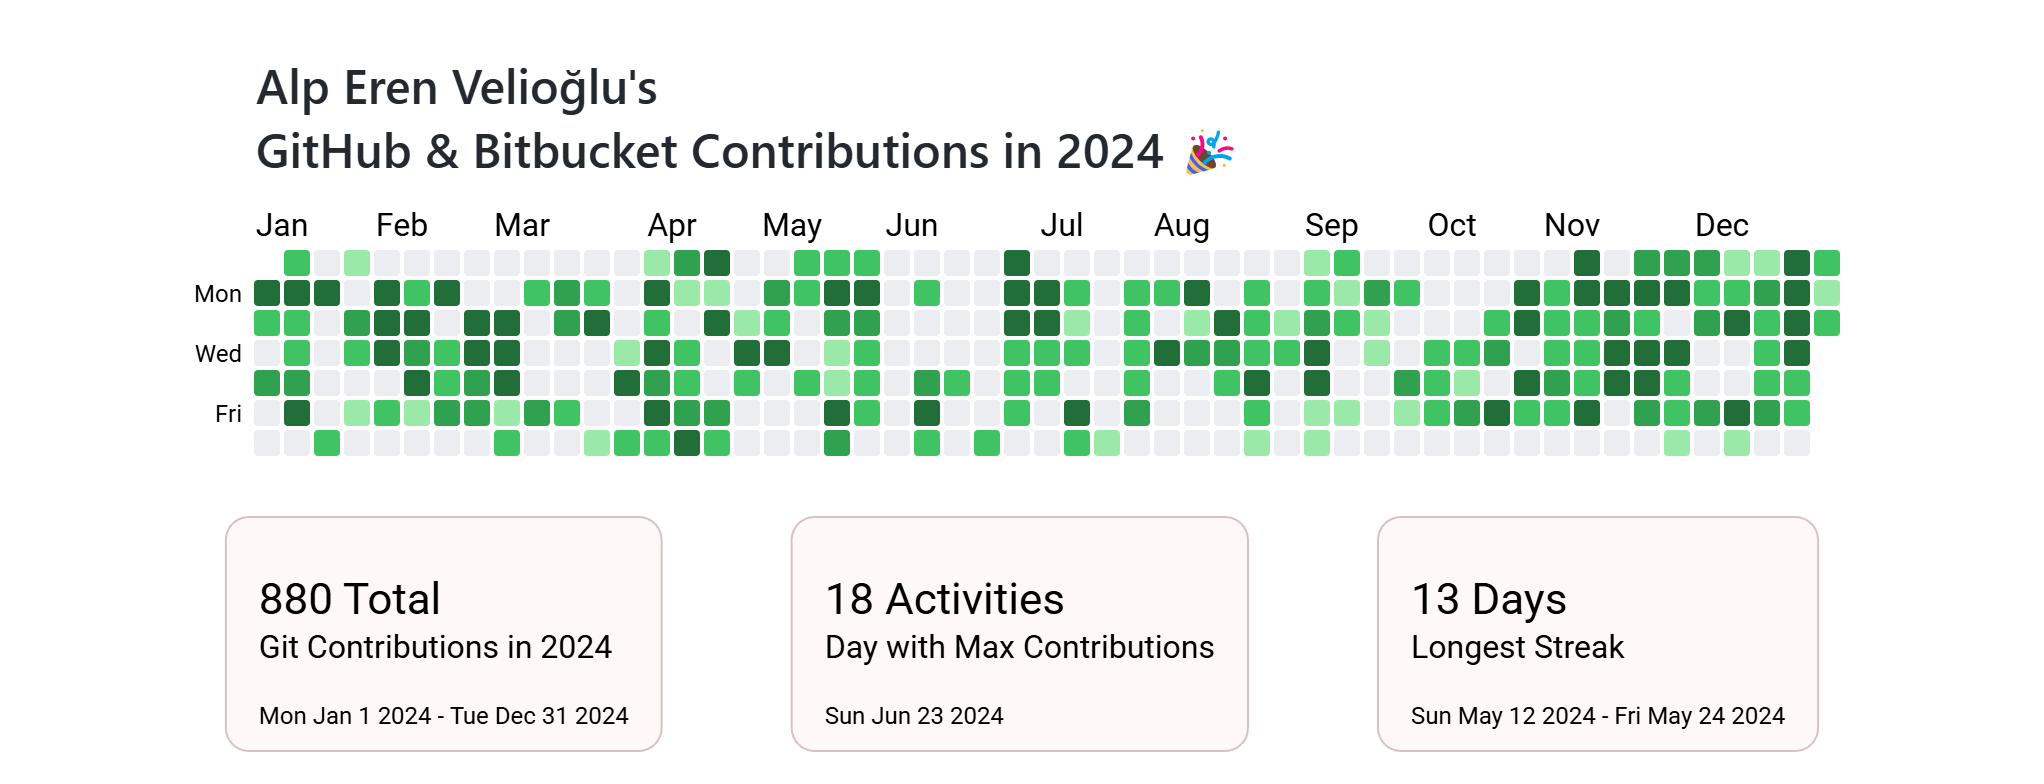 Alp Eren Velioğlu's
GitHub & Bitbucket Contributions in 2024 🎉
Jan Feb Mar Apr May Jun Jul Aug Sep Oct Nov Dec
Mon
Wed
Fri
880 Total
Git Contributions in 2024
Mon Jan 1 2024 - Tue Dec 31 2024
18 Activities
Day with Max Contributions
Sun Jun 23 2024
13 Days
Longest Streak
Sun May 12 2024 - Fri May 24 2024